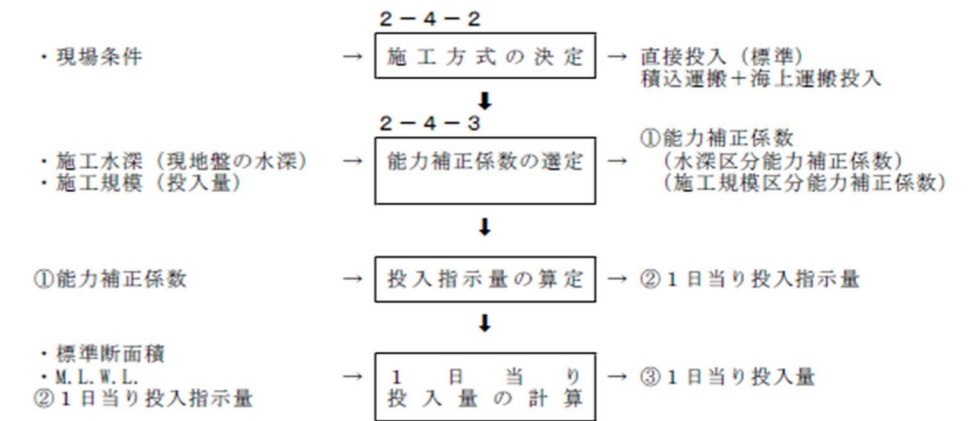 2-4-2
・現場条件 → 施工方式の決定 → 直接投入(標準)
積込運搬+海上運搬投入
⬇
2-4-3
①能力補正係数
・施工水深(現地盤の水深) → 能力補正係数の選定 → (水深区分能力補正係数)
・施工規模(投入量) (施工規模区分能力補正係数)
⬇
①能力補正係数 → 投入指示量の算定 → ②1日当り投入指示量
⬇
・標準断面積
・M.L.W.L. → 1日当り → ③1日当り投入量
②1日当り投入指示量 投入量の計算